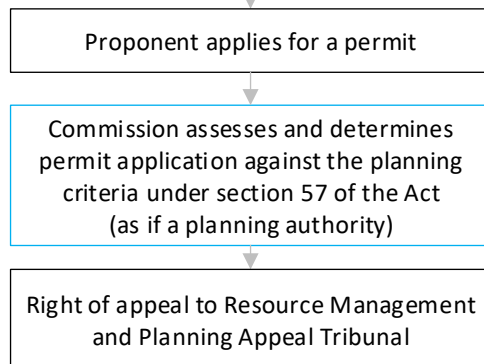 Proponent applies for a permit
Commission assesses and determines
permit application against the planning
criteria under section 57 of the Act
(as if a planning authority)
Right of appeal to Resource Management
and Planning Appeal Tribunal